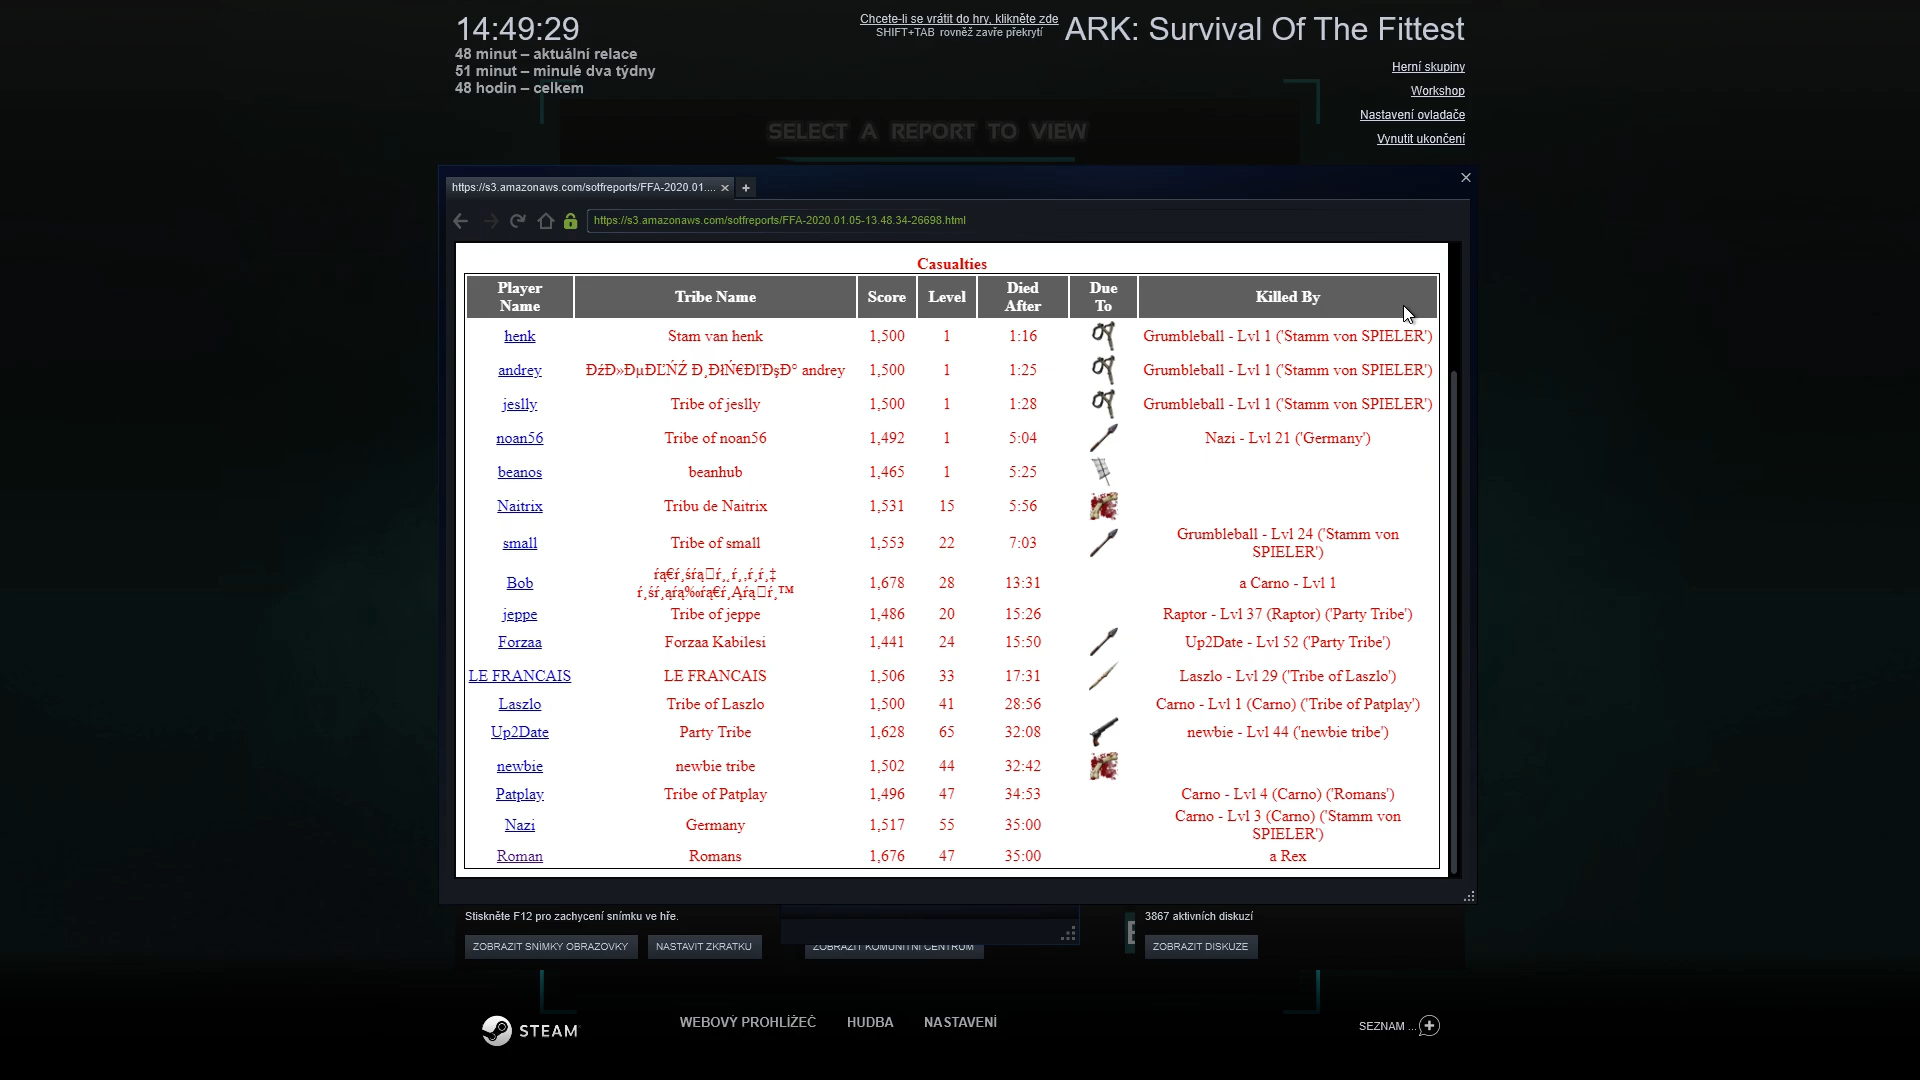 14:49:29
48 minut – aktuální relace
51 minut – minulé dva týdny
48 hodin – celkem
Chcete-li se vrátit do hry, klikněte zde
SHIFT+TAB rovněž zavře překrytí
ARK: Survival Of The Fittest
Herní skupiny
Workshop
Nastavení ovladače
Vynutit ukončení
SELECT A REPORT TO VIEW
https://s3.amazonaws.com/sotfreports/FFA-2020.01....
https://s3.amazonaws.com/sotfreports/FFA-2020.01.05-13.48.34-26698.html
Casualties
Player Name Tribe Name Score Level Died After Due To Killed By
henk Stam van henk 1,500 1 1:16 Grumbleball - Lvl 1 ('Stamm von SPIELER')
andrey andrey 1,500 1 1:25 Grumbleball - Lvl 1 ('Stamm von SPIELER')
jeslly Tribe of jeslly 1,500 1 1:28 Grumbleball - Lvl 1 ('Stamm von SPIELER')
noan56 Tribe of noan56 1,492 1 5:04 Nazi - Lvl 21 ('Germany')
beanos beanhub 1,465 1 5:25
Naitrix Tribu de Naitrix 1,531 15 5:56
small Tribe of small 1,553 22 7:03 Grumbleball - Lvl 24 ('Stamm von SPIELER')
Bob 1,678 28 13:31 a Carno - Lvl 1
jeppe Tribe of jeppe 1,486 20 15:26 Raptor - Lvl 37 (Raptor) ('Party Tribe')
Forzaa Forzaa Kabilesi 1,441 24 15:50 Up2Date - Lvl 52 ('Party Tribe')
LE FRANCAIS LE FRANCAIS 1,506 33 17:31 Laszlo - Lvl 29 ('Tribe of Laszlo')
Laszlo Tribe of Laszlo 1,500 41 28:56 Carno - Lvl 1 (Carno) ('Tribe of Patplay')
Up2Date Party Tribe 1,628 65 32:08 newbie - Lvl 44 ('newbie tribe')
newbie newbie tribe 1,502 44 32:42
Patplay Tribe of Patplay 1,496 47 34:53 Carno - Lvl 4 (Carno) ('Romans')
Nazi Germany 1,517 55 35:00 Carno - Lvl 3 (Carno) ('Stamm von SPIELER')
Roman Romans 1,676 47 35:00 a Rex
Stiskněte F12 pro zachycení snímku ve hře.
3867 aktivních diskuzí
ZOBRAZIT SNÍMKY OBRAZOVKY
NASTAVIT ZKRATKU
ZOBRAZIT KOMUNITNÍ CENTRUM
ZOBRAZIT DISKUZE
STEAM
WEBOVÝ PROHLÍŽEČ
HUDBA
NASTAVENÍ
SEZNAM ...